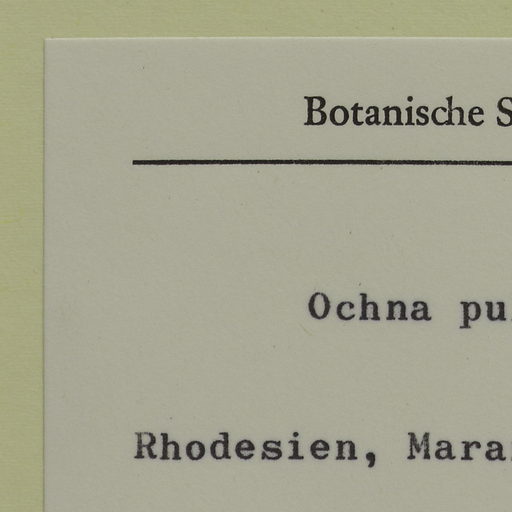 Botanische S
Ochna pu
Rhodesien, Mara